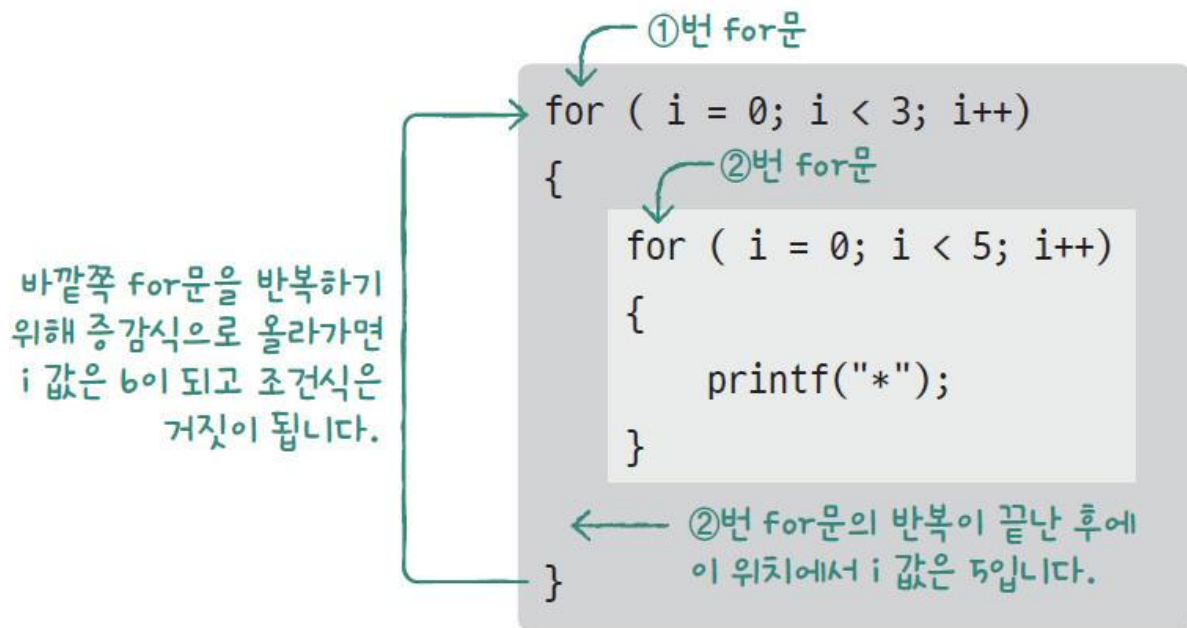 ①번 for문
for ( i = 0; i < 3; i++)
{
②번 for문
for ( i = 0; i < 5; i++)
{
printf("*");
}
바깥쪽 for문을 반복하기
위해 증감식으로 올라가면
i 값은 6이 되고 조건식은
거짓이 됩니다.
②번 for문의 반복이 끝난 후에
이 위치에서 i 값은 5입니다.
}